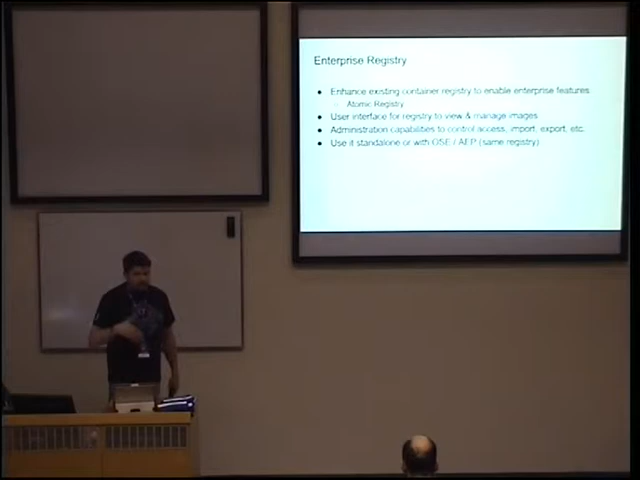 Enterprise Registry
● Enhance existing container registry to enable enterprise features
○ Atomic Registry
● User interface for registry to view & manage images
● Administration capabilities to control access, import, export, etc.
● Use it standalone or with OSE / AEP (same registry)